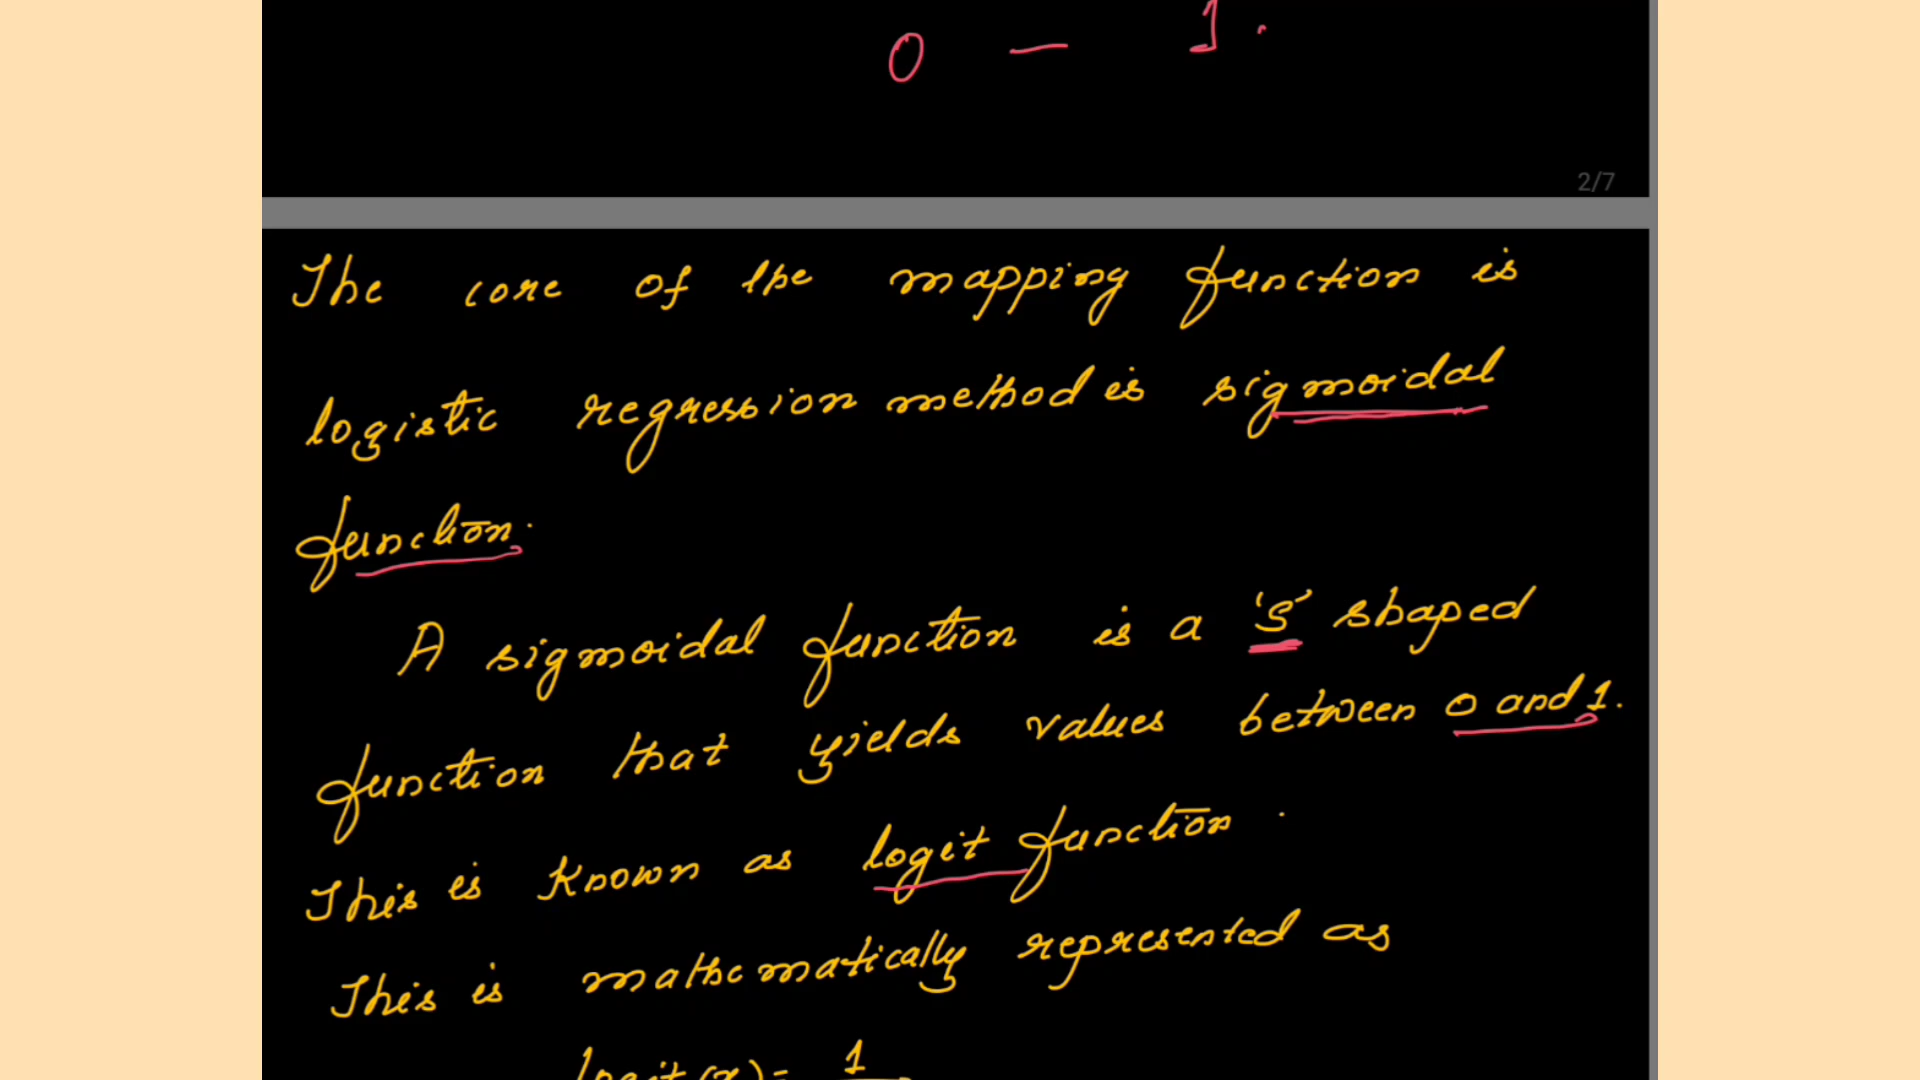 0 - 1.
2/7
The core of the mapping function is
logistic regression method is sigmoidal
function.
A sigmoidal function is a 'S' shaped
function that yields values between 0 and 1.
This is known as logit function.
This is mathematically represented as
logit (x) = 1